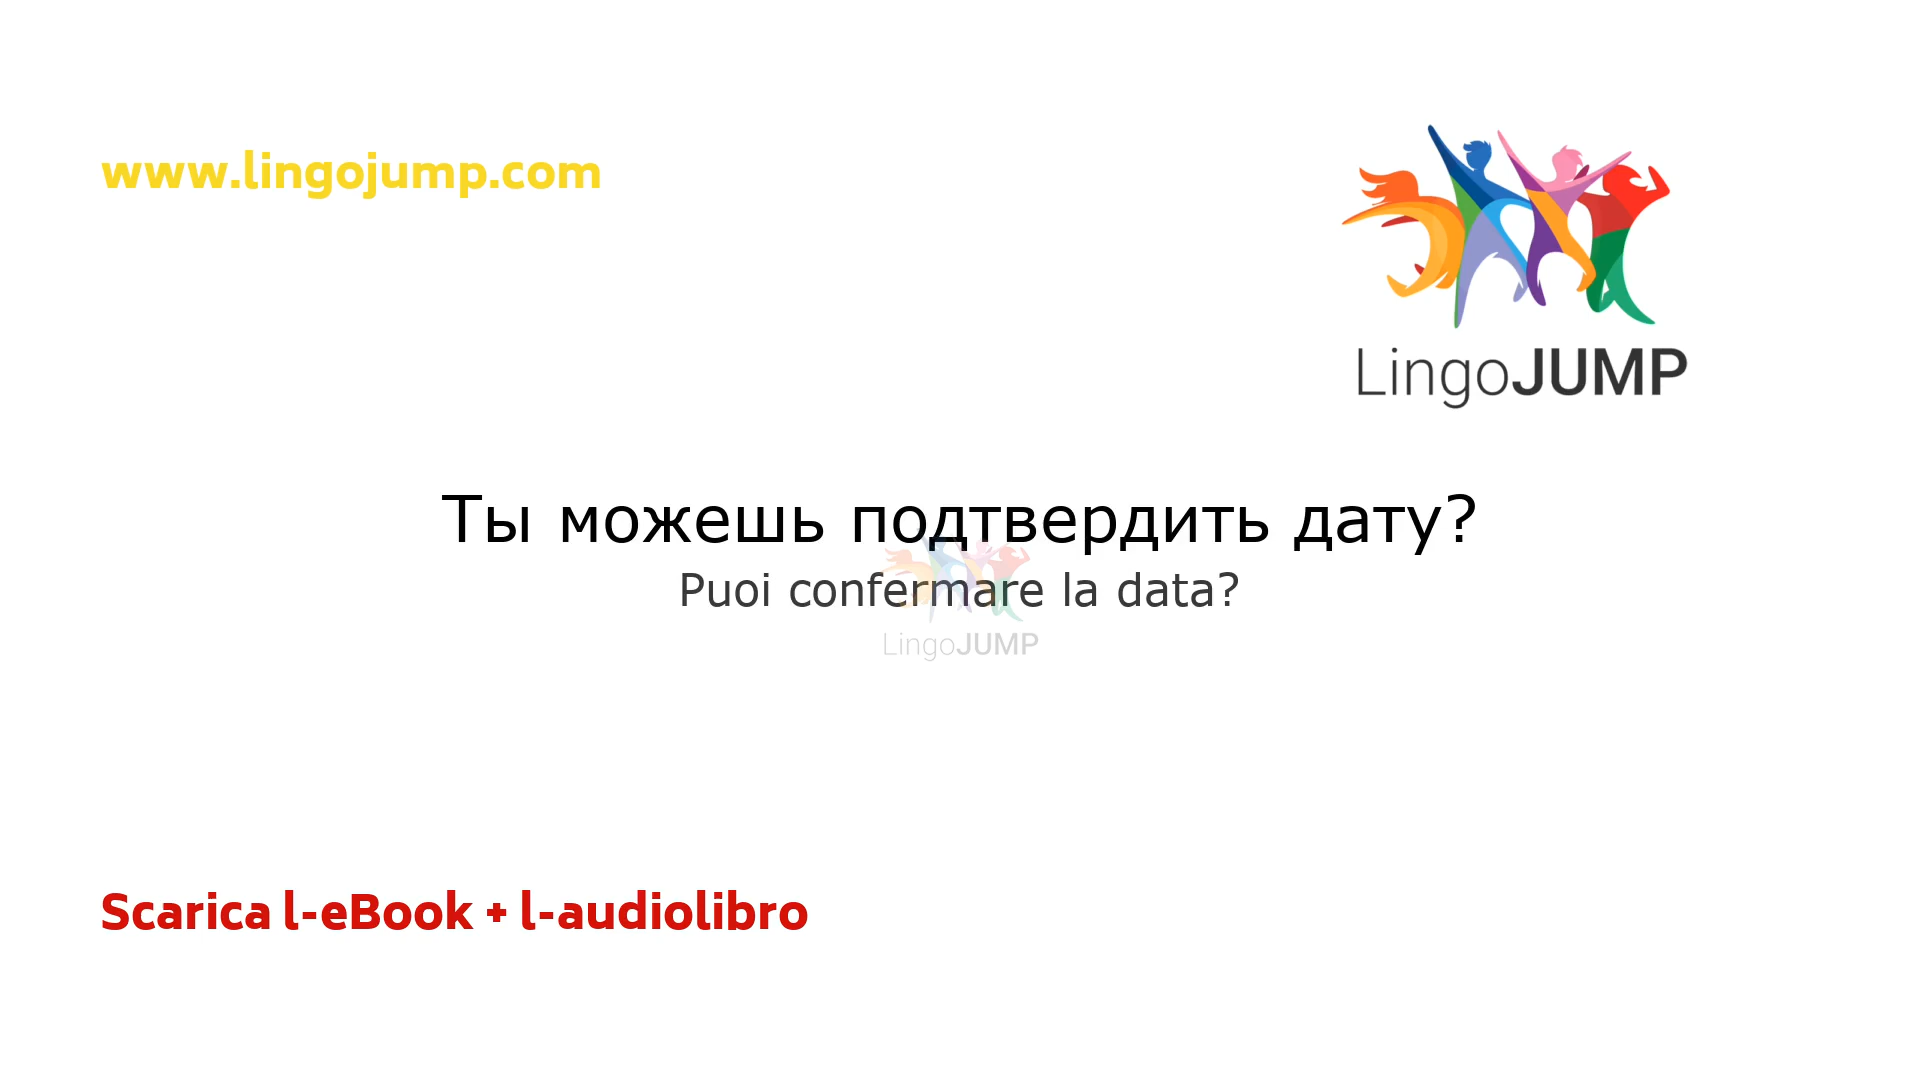 www.lingojump.com
LingoJUMP
Ты можешь подтвердить дату?
Puoi confermare la data?
LingoJUMP
Scarica l-eBook + l-audiolibro